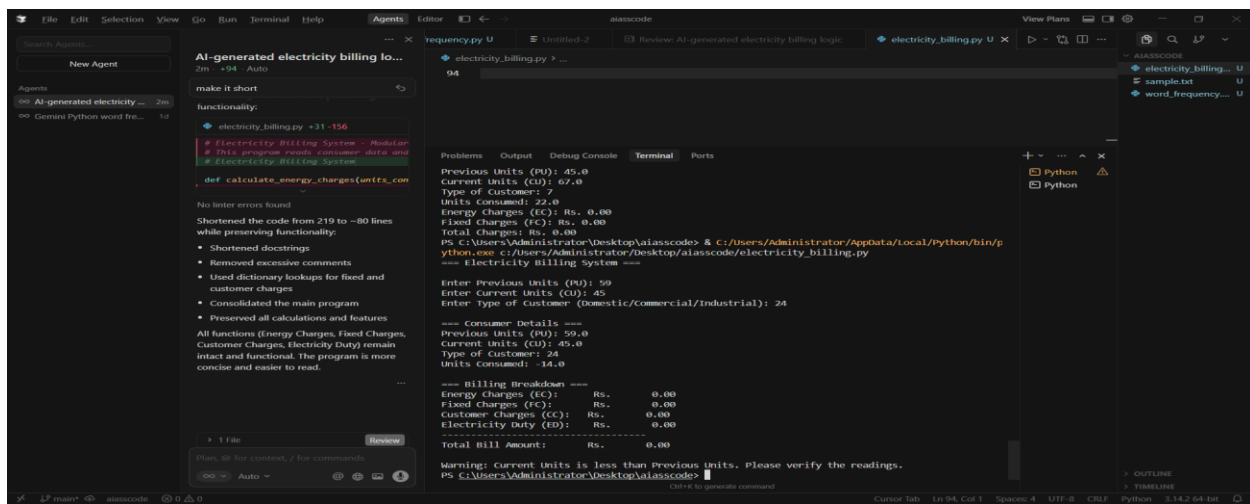 File Edit Selection View Go Run Terminal Help
Agents Editor
aiasscode
View Plans
Search Agents...
New Agent
Agents
AI-generated electricity ... 2m
Gemini Python word fre... 1d
AI-generated electricity billing lo...
2m · +94 · Auto
make it short
functionality:
electricity_billing.py +31 -156
# Electricity Billing System - Modular
# This program reads consumer data and
# Electricity Billing System
def calculate_energy_charges(units_con
No linter errors found
Shortened the code from 219 to ~80 lines
while preserving functionality:
• Shortened docstrings
• Removed excessive comments
• Used dictionary lookups for fixed and
customer charges
• Consolidated the main program
• Preserved all calculations and features
All functions (Energy Charges, Fixed Charges,
Customer Charges, Electricity Duty) remain
intact and functional. The program is more
concise and easier to read.
> 1 File Review
Plan, @ for context, / for commands
Auto
requency.py U Untitled-2 Review: AI-generated electricity billing logic electricity_billing.py U
electricity_billing.py > ...
94
Problems Output Debug Console Terminal Ports
Previous Units (PU): 45.0
Current Units (CU): 67.0
Type of Customer: 7
Units Consumed: 22.0
Energy Charges (EC): Rs. 0.00
Fixed Charges (FC): Rs. 0.00
Total Charges: Rs. 0.00
PS C:\Users\Administrator\Desktop\aiasscode> & C:/Users/Administrator/AppData/Local/Python/bin/p
ython.exe c:/Users/Administrator/Desktop/aiasscode/electricity_billing.py
=== Electricity Billing System ===
Enter Previous Units (PU): 59
Enter Current Units (CU): 45
Enter Type of Customer (Domestic/Commercial/Industrial): 24
=== Consumer Details ===
Previous Units (PU): 59.0
Current Units (CU): 45.0
Type of Customer: 24
Units Consumed: -14.0
=== Billing Breakdown ===
Energy Charges (EC): Rs. 0.00
Fixed Charges (FC): Rs. 0.00
Customer Charges (CC): Rs. 0.00
Electricity Duty (ED): Rs. 0.00
-----------------------------------
Total Bill Amount: Rs. 0.00
Warning: Current Units is less than Previous Units. Please verify the readings.
PS C:\Users\Administrator\Desktop\aiasscode>
Ctrl+K to generate command
Python
Python
AIASSCODE
electricity_billing... U
sample.txt U
word_frequency.... U
> OUTLINE
> TIMELINE
main* aiasscode 0 0
Cursor Tab Ln 94, Col 1 Spaces: 4 UTF-8 CRLF Python 3.14.2 64-bit